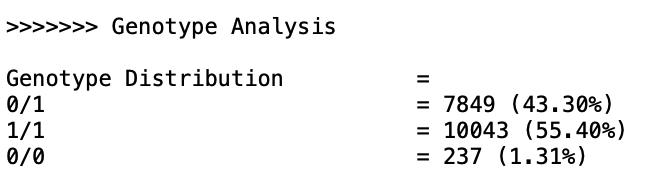 >>>>>>> Genotype Analysis
Genotype Distribution =
0/1 = 7849 (43.30%)
1/1 = 10043 (55.40%)
0/0 = 237 (1.31%)